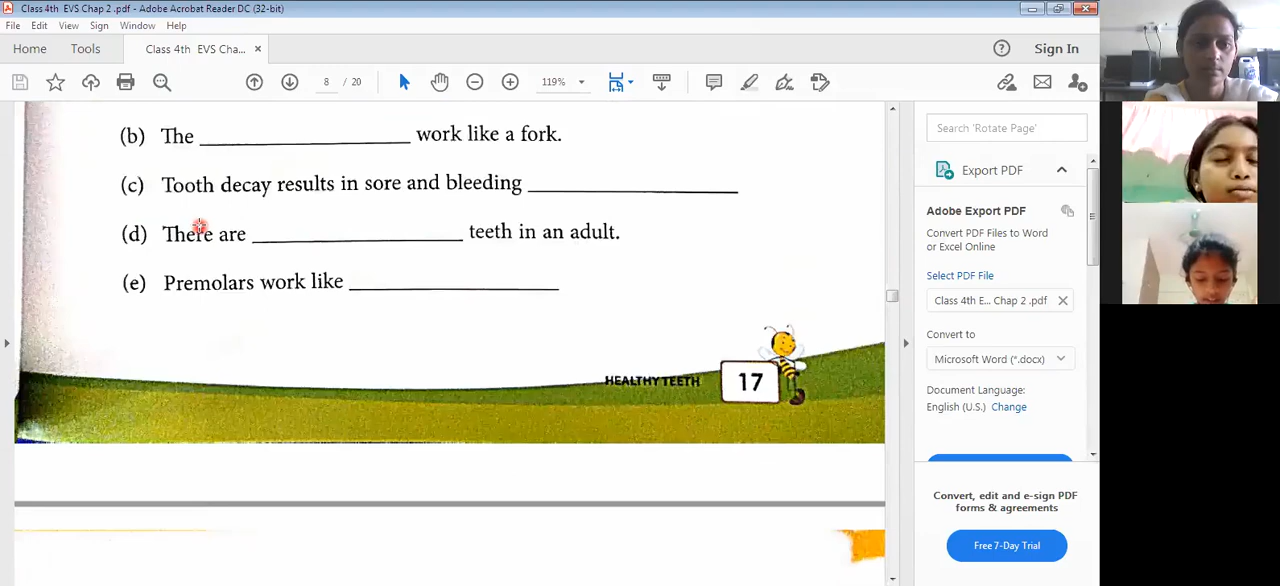 Class 4th EVS Chap 2 .pdf - Adobe Acrobat Reader DC (32-bit)
File Edit View Sign Window Help
Home Tools Class 4th EVS Cha... × Sign In
8 / 20 119%
(b) The ____________ work like a fork.
(c) Tooth decay results in sore and bleeding ____________
(d) There are ____________ teeth in an adult.
(e) Premolars work like ____________
HEALTHY TEETH 17
Search 'Rotate Page'
Export PDF
Adobe Export PDF
Convert PDF Files to Word
or Excel Online
Select PDF File
Class 4th E... Chap 2 .pdf ×
Convert to
Microsoft Word (*.docx)
Document Language:
English (U.S.) Change
Convert, edit and e-sign PDF
forms & agreements
Free 7-Day Trial